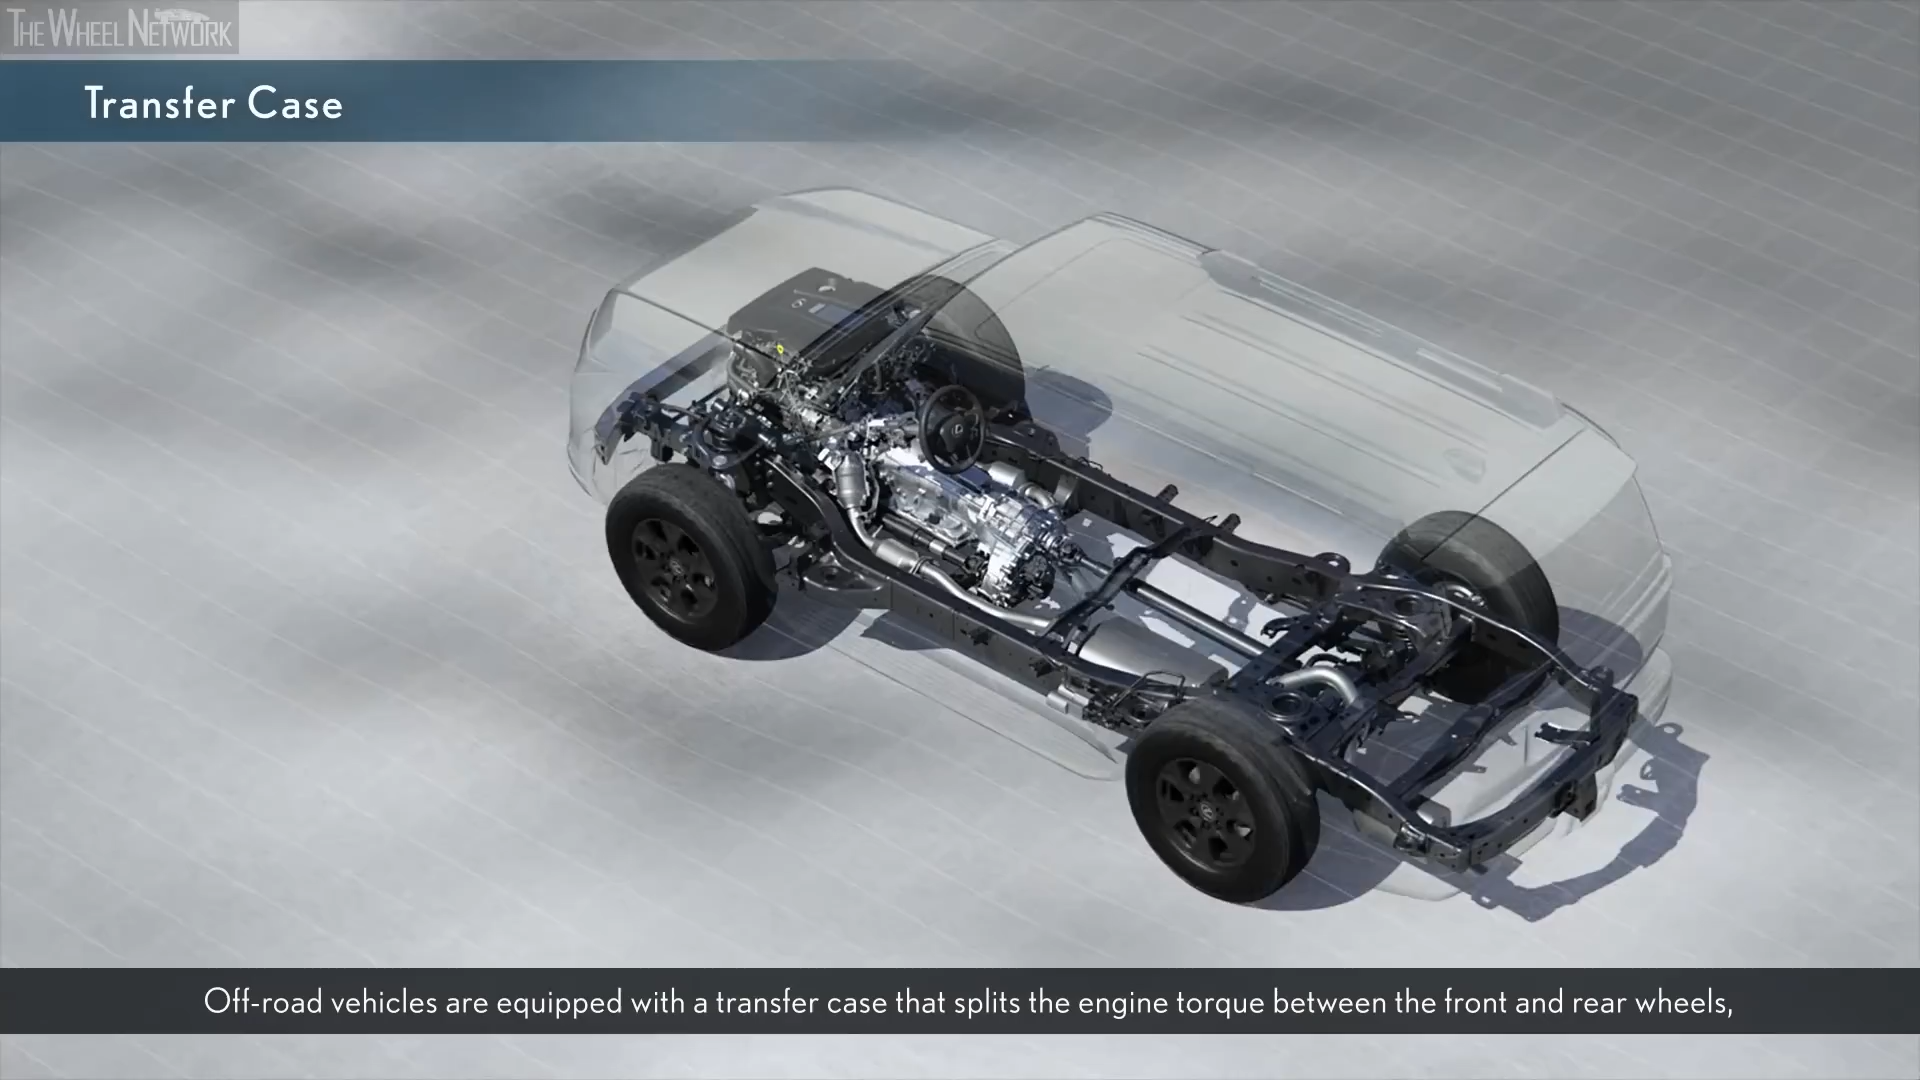 THE WHEEL NETWORK
Transfer Case
Off-road vehicles are equipped with a transfer case that splits the engine torque between the front and rear wheels,